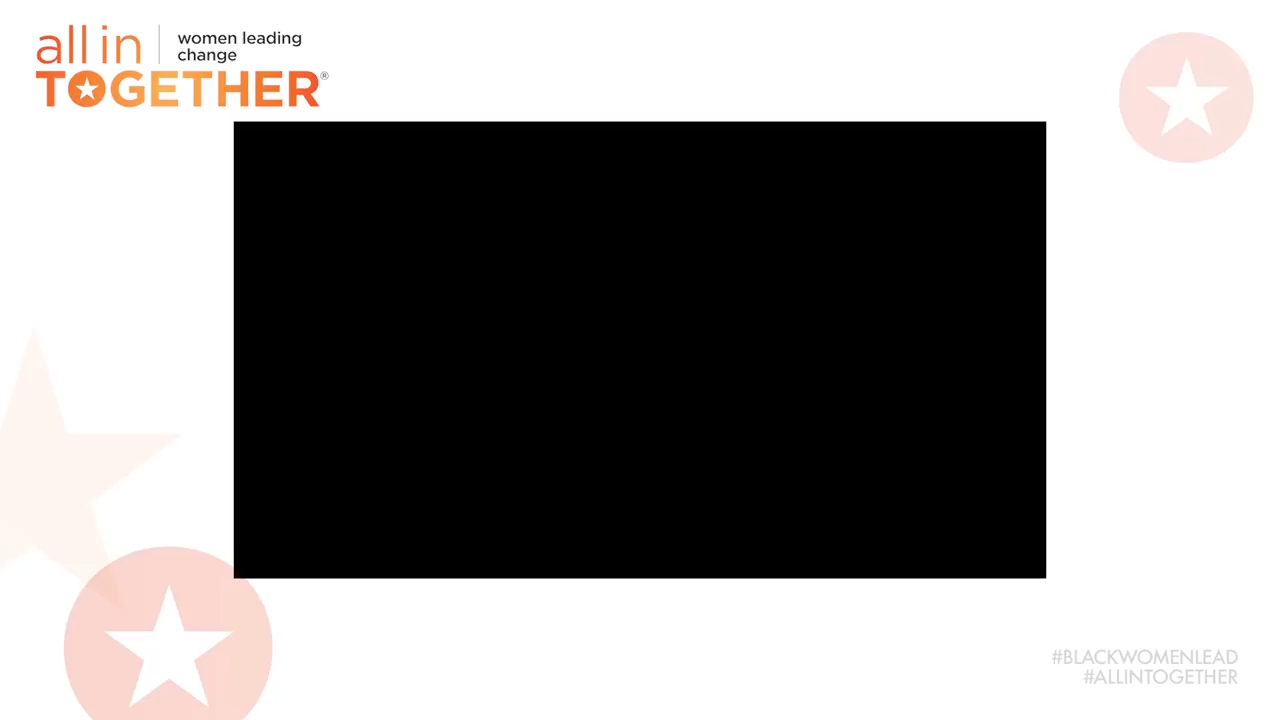 all in
women leading
change
TOGETHER®
#BLACKWOMENLEAD
#ALLINTOGETHER